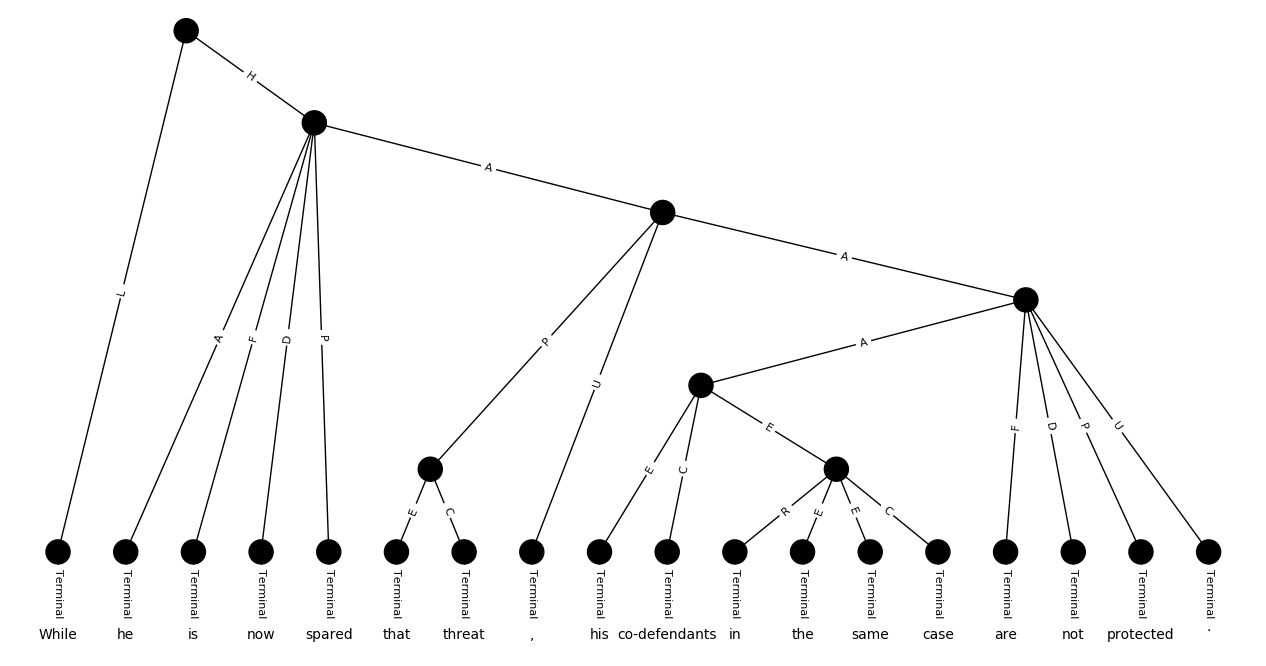 H
A
A
L
A
F
D
P
P
U
A
E
C
E
F
D
P
U
E
C
R
E
E
C
Terminal Terminal Terminal Terminal Terminal Terminal Terminal Terminal Terminal Terminal Terminal Terminal Terminal Terminal Terminal Terminal Terminal Terminal
While he is now spared that threat , his co-defendants in the same case are not protected .